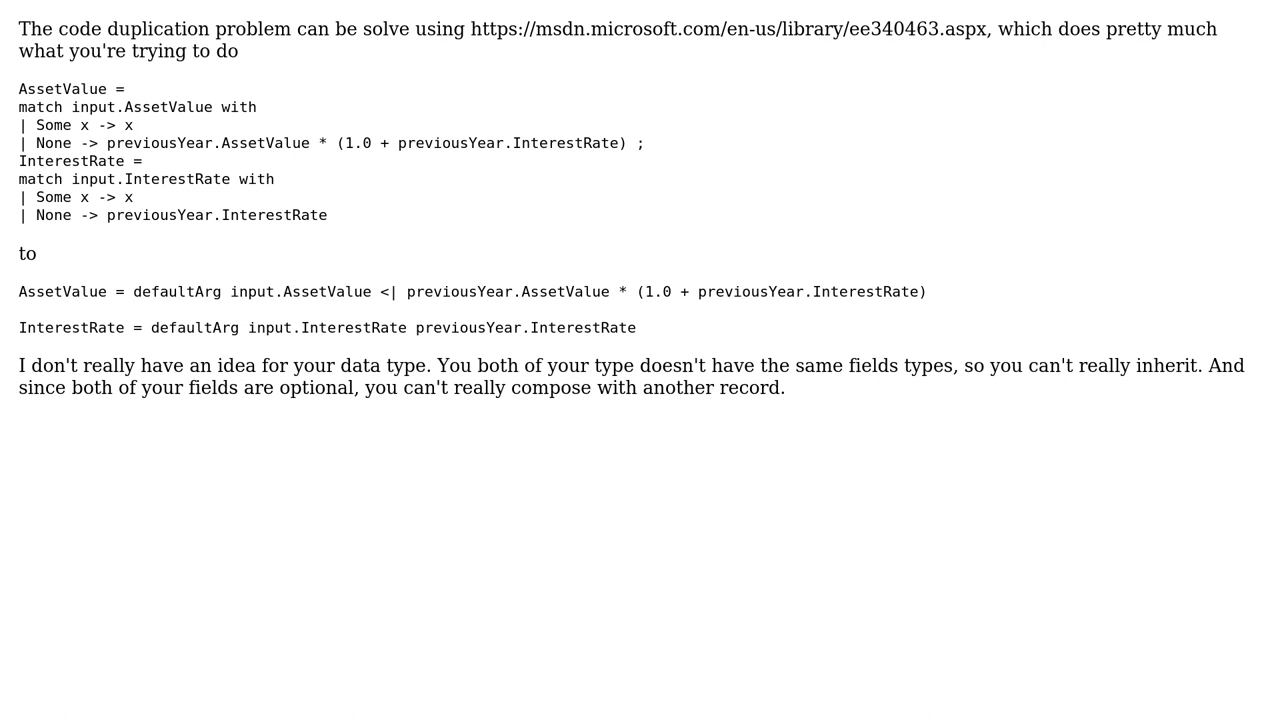 The code duplication problem can be solve using https://msdn.microsoft.com/en-us/library/ee340463.aspx, which does pretty much
what you're trying to do
AssetValue =
match input.AssetValue with
| Some x -> x
| None -> previousYear.AssetValue * (1.0 + previousYear.InterestRate) ;
InterestRate =
match input.InterestRate with
| Some x -> x
| None -> previousYear.InterestRate
to
AssetValue = defaultArg input.AssetValue <| previousYear.AssetValue * (1.0 + previousYear.InterestRate)
InterestRate = defaultArg input.InterestRate previousYear.InterestRate
I don't really have an idea for your data type. You both of your type doesn't have the same fields types, so you can't really inherit. And
since both of your fields are optional, you can't really compose with another record.